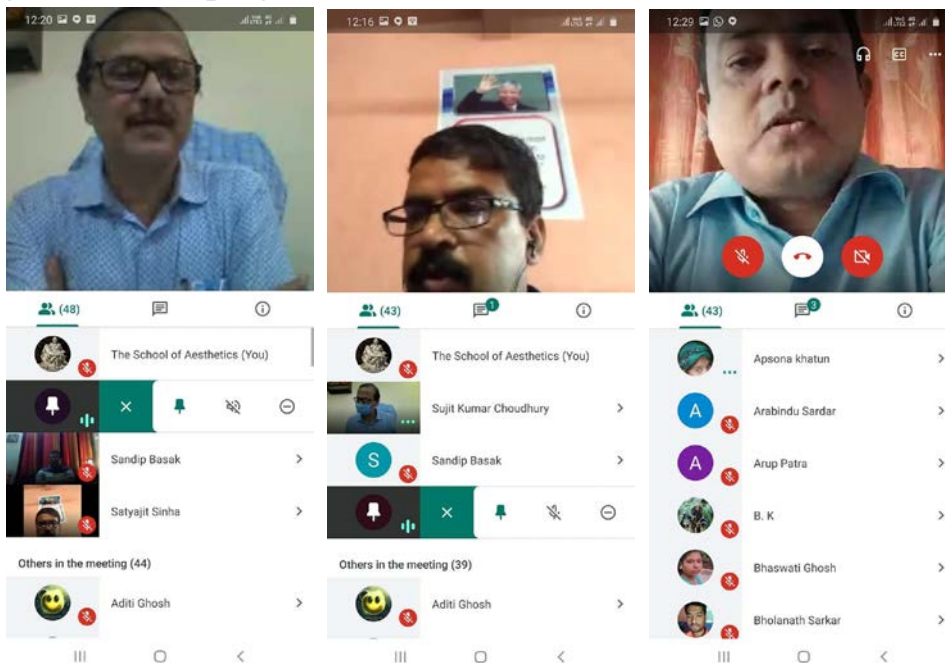 12:20
(48)
The School of Aesthetics (You)
Sandip Basak
Satyajit Sinha
Others in the meeting (44)
Aditi Ghosh
12:16
(43)
1
The School of Aesthetics (You)
Sujit Kumar Choudhury
S
Sandip Basak
Others in the meeting (39)
Aditi Ghosh
12:29
CC
(43)
3
Apsona khatun
A
Arabindu Sardar
A
Arup Patra
B. K
Bhaswati Ghosh
Bholanath Sarkar